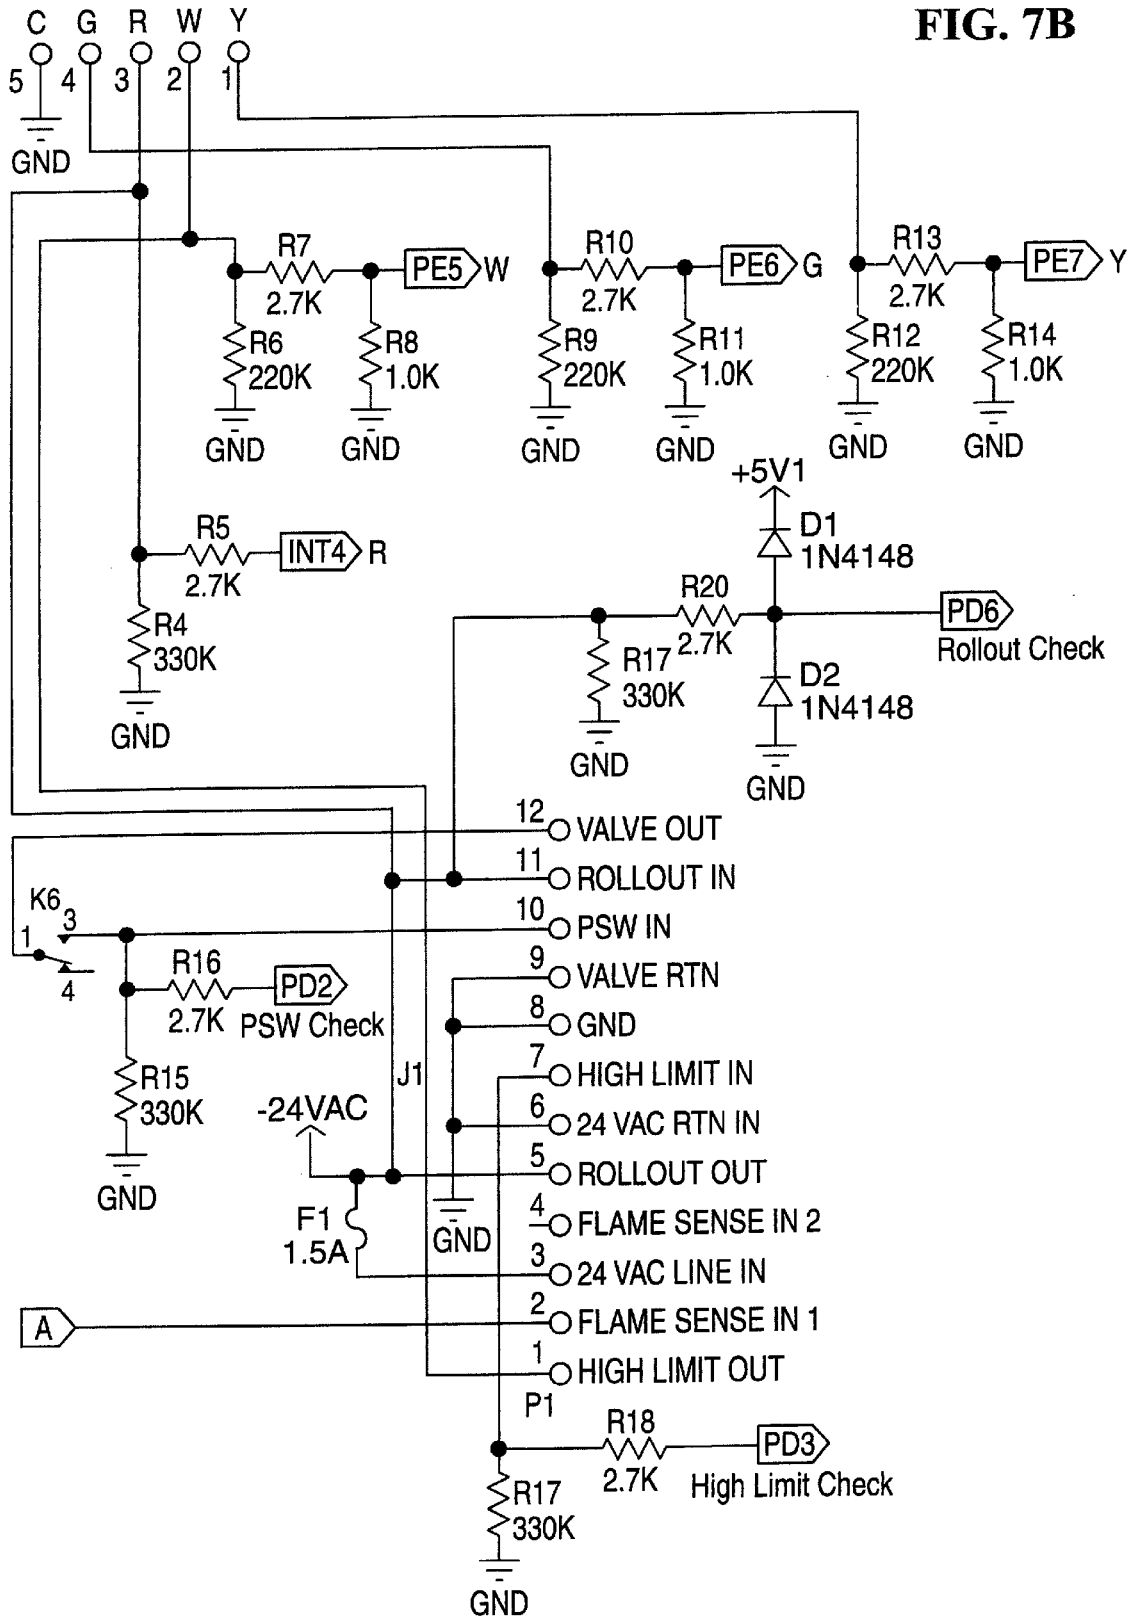 FIG. 7B
C G R W Y
5 4 3 2 1
GND
R7
2.7K
PE5 W
R10
2.7K
PE6 G
R13
2.7K
PE7 Y
R6
220K
R8
1.0K
R9
220K
R11
1.0K
R12
220K
R14
1.0K
GND
GND
GND
GND
GND
GND
+5V1
D1
1N4148
R5
2.7K
INT4 R
R20
2.7K
PD6
Rollout Check
R4
330K
R17
330K
D2
1N4148
GND
GND
GND
12 VALVE OUT
11 ROLLOUT IN
K6
1 3
4
10 PSW IN
R16
2.7K
PD2
PSW Check
9 VALVE RTN
8 GND
J1
7 HIGH LIMIT IN
R15
330K
-24VAC
6 24 VAC RTN IN
5 ROLLOUT OUT
GND
F1
1.5A
GND
4 FLAME SENSE IN 2
3 24 VAC LINE IN
A
2 FLAME SENSE IN 1
1 HIGH LIMIT OUT
P1
R18
2.7K
PD3
High Limit Check
R17
330K
GND